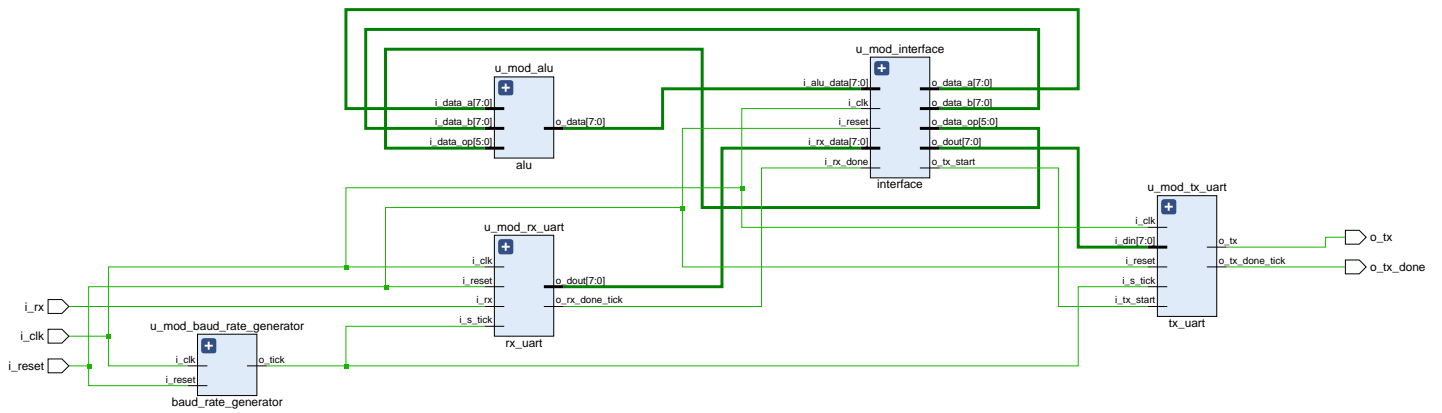 u_mod_alu
i_data_a[7:0]
i_data_b[7:0]
i_data_op[5:0]
o_data[7:0]
alu
u_mod_interface
i_alu_data[7:0]
i_clk
i_reset
i_rx_data[7:0]
i_rx_done
o_data_a[7:0]
o_data_b[7:0]
o_data_op[5:0]
o_dout[7:0]
o_tx_start
interface
u_mod_tx_uart
i_clk
i_din[7:0]
i_reset
i_s_tick
i_tx_start
o_tx
o_tx_done_tick
tx_uart
o_tx
o_tx_done
u_mod_rx_uart
i_clk
i_reset
i_rx
i_s_tick
o_dout[7:0]
o_rx_done_tick
rx_uart
i_rx
i_clk
i_reset
u_mod_baud_rate_generator
i_clk
i_reset
o_tick
baud_rate_generator